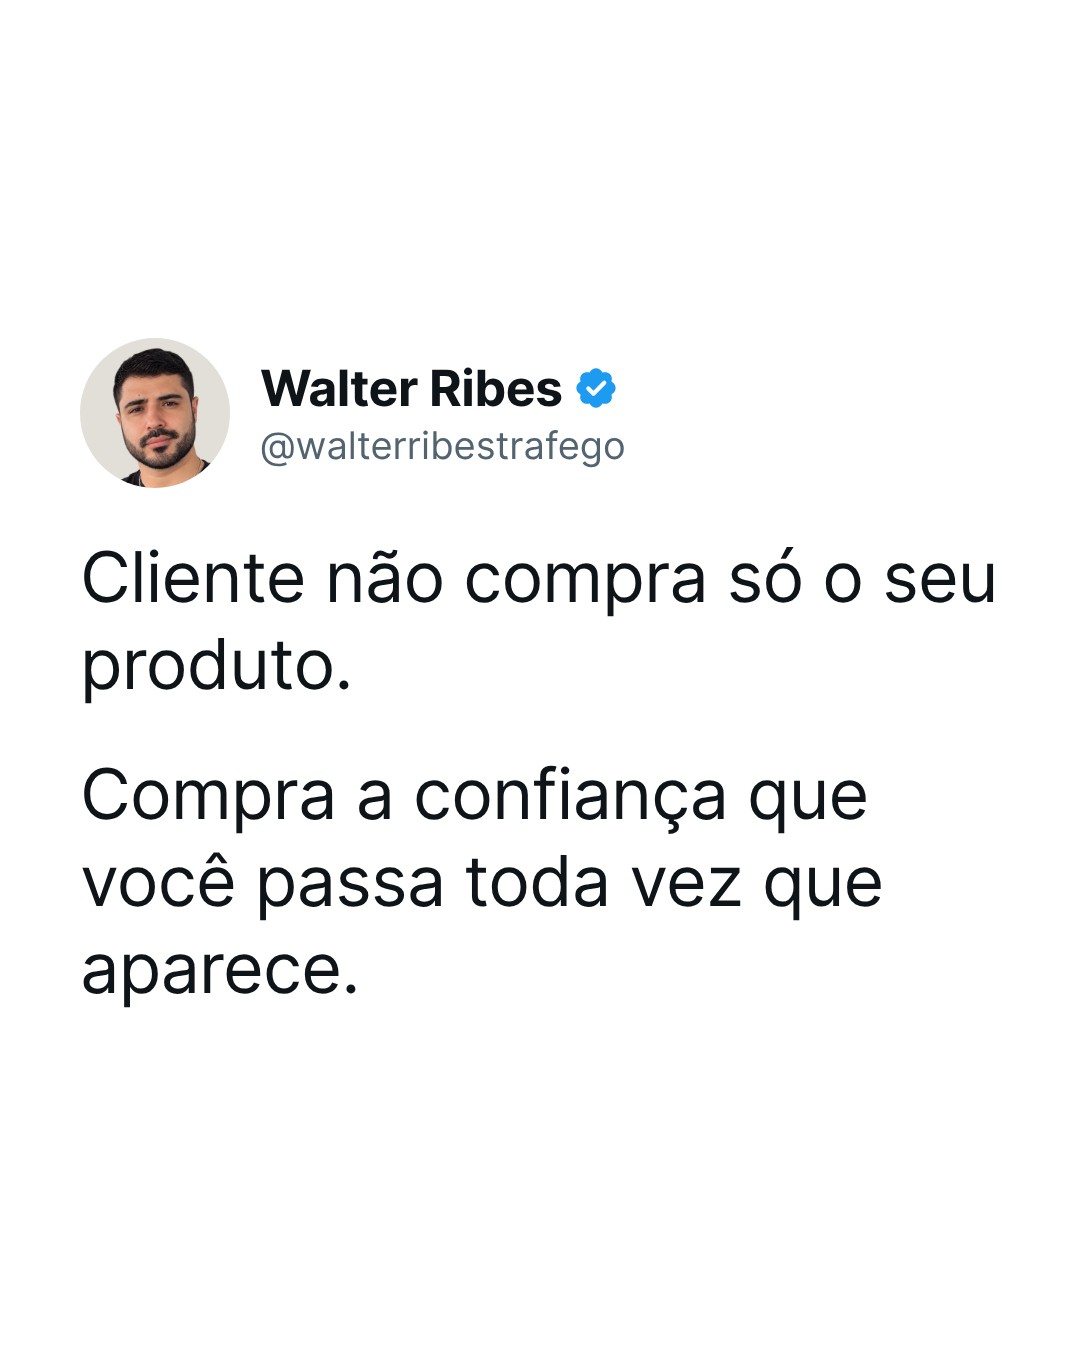 Walter Ribes
@walterribestrafego
Cliente não compra só o seu
produto.
Compra a confiança que
você passa toda vez que
aparece.